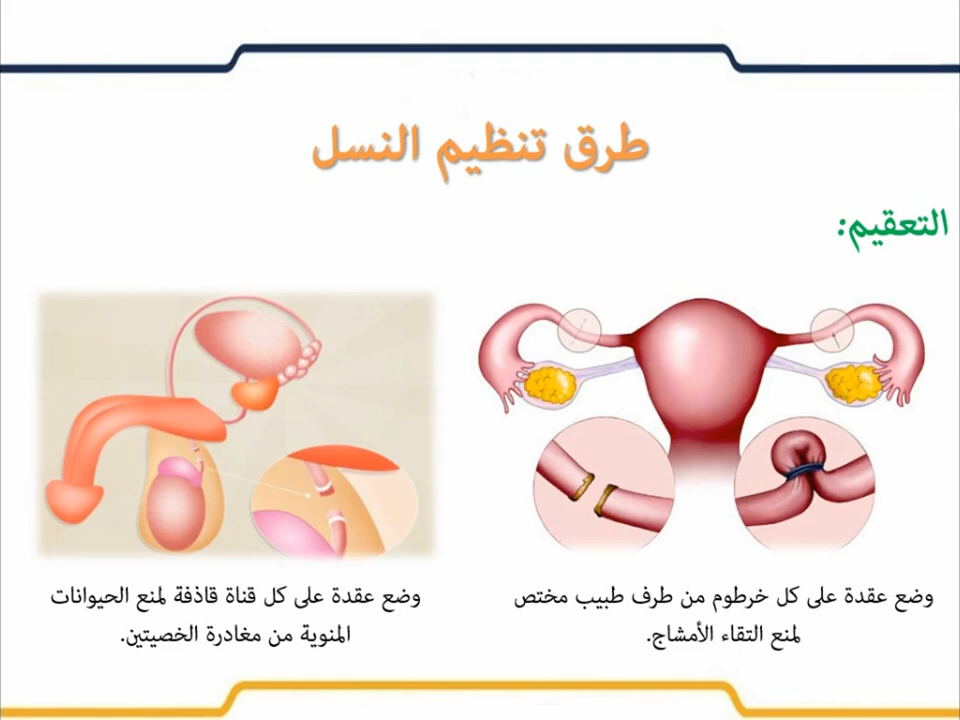 طرق تنظيم النسل
التعقيم:
وضع عقدة على كل خرطوم من طرف طبيب مختص
لمنع التقاء الأمشاج.
وضع عقدة على كل قناة قاذفة لمنع الحيوانات
المنوية من مغادرة الخصيتين.